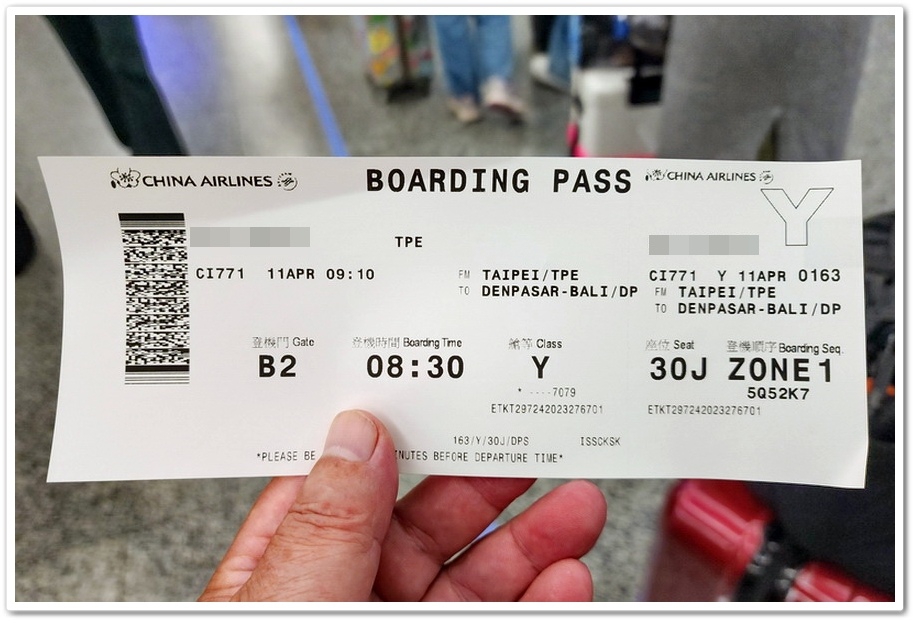 CHINA AIRLINES
BOARDING PASS
CHINA AIRLINES
Y
TPE
CI771 11APR 09:10
FM TAIPEI/TPE
TO DENPASAR-BALI/DP
CI771 Y 11APR 0163
FM TAIPEI/TPE
TO DENPASAR-BALI/DP
登機門 Gate
登機時間 Boarding Time
艙等 Class
座位 Seat
登機順序 Boarding Seq.
B2
08:30
Y
30J
ZONE 1
* ----7079
5Q52K7
ETKT297242023276701
ETKT297242023276701
163/Y/30J/DPS
ISSCKSK
*PLEASE BE
NUTES BEFORE DEPARTURE TIME*